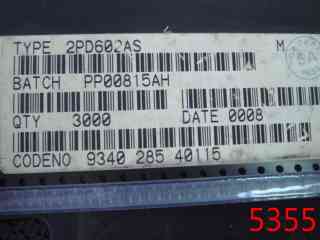 TYPE 2PD602AS M
BATCH PP00815AH
QTY 3000 DATE 0008
CODENO 9340 285 40115
5355